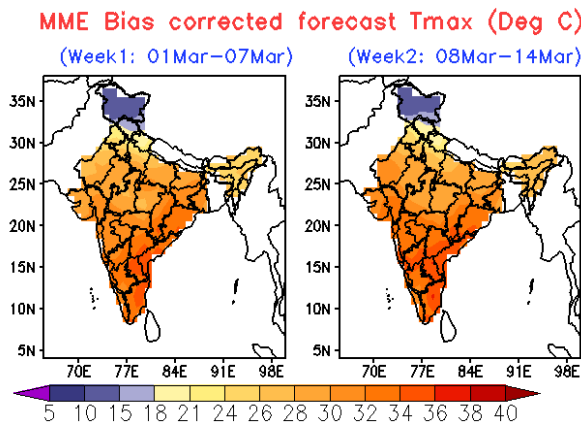 MME Bias corrected forecast Tmax (Deg C)
(Week1: 01Mar-07Mar) (Week2: 08Mar-14Mar)
35N 35N
30N 30N
25N 25N
20N 20N
15N 15N
10N 10N
5N 5N
70E 77E 84E 91E 98E 70E 77E 84E 91E 98E
5 10 15 18 21 24 26 28 30 32 34 36 38 40